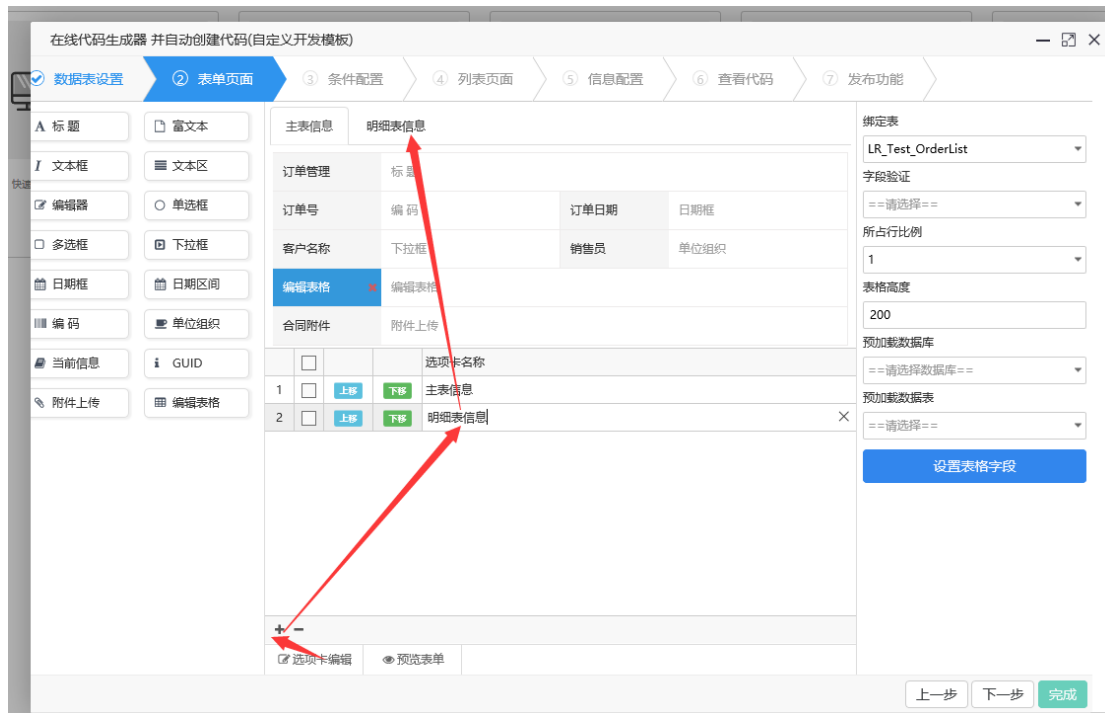 在线代码生成器 并自动创建代码(自定义开发模板)
数据表设置 ② 表单页面 ③ 条件配置 ④ 列表页面 ⑤ 信息配置 ⑥ 查看代码 ⑦ 发布功能
快速
A 标 题 富文本
I 文本框 文本区
编辑器 单选框
多选框 下拉框
日期框 日期区间
编 码 单位组织
当前信息 i GUID
附件上传 编辑表格
主表信息 明细表信息
订单管理 标 题
订单号 编 码 订单日期 日期框
客户名称 下拉框 销售员 单位组织
编辑表格 编辑表格
合同附件 附件上传
选项卡名称
1 上移 下移 主表信息
2 上移 下移 明细表信息
+ −
选项卡编辑 预览表单
绑定表
LR_Test_OrderList
字段验证
==请选择==
所占行比例
1
表格高度
200
预加载数据库
==请选择数据库==
预加载数据表
==请选择==
设置表格字段
上一步 下一步 完成